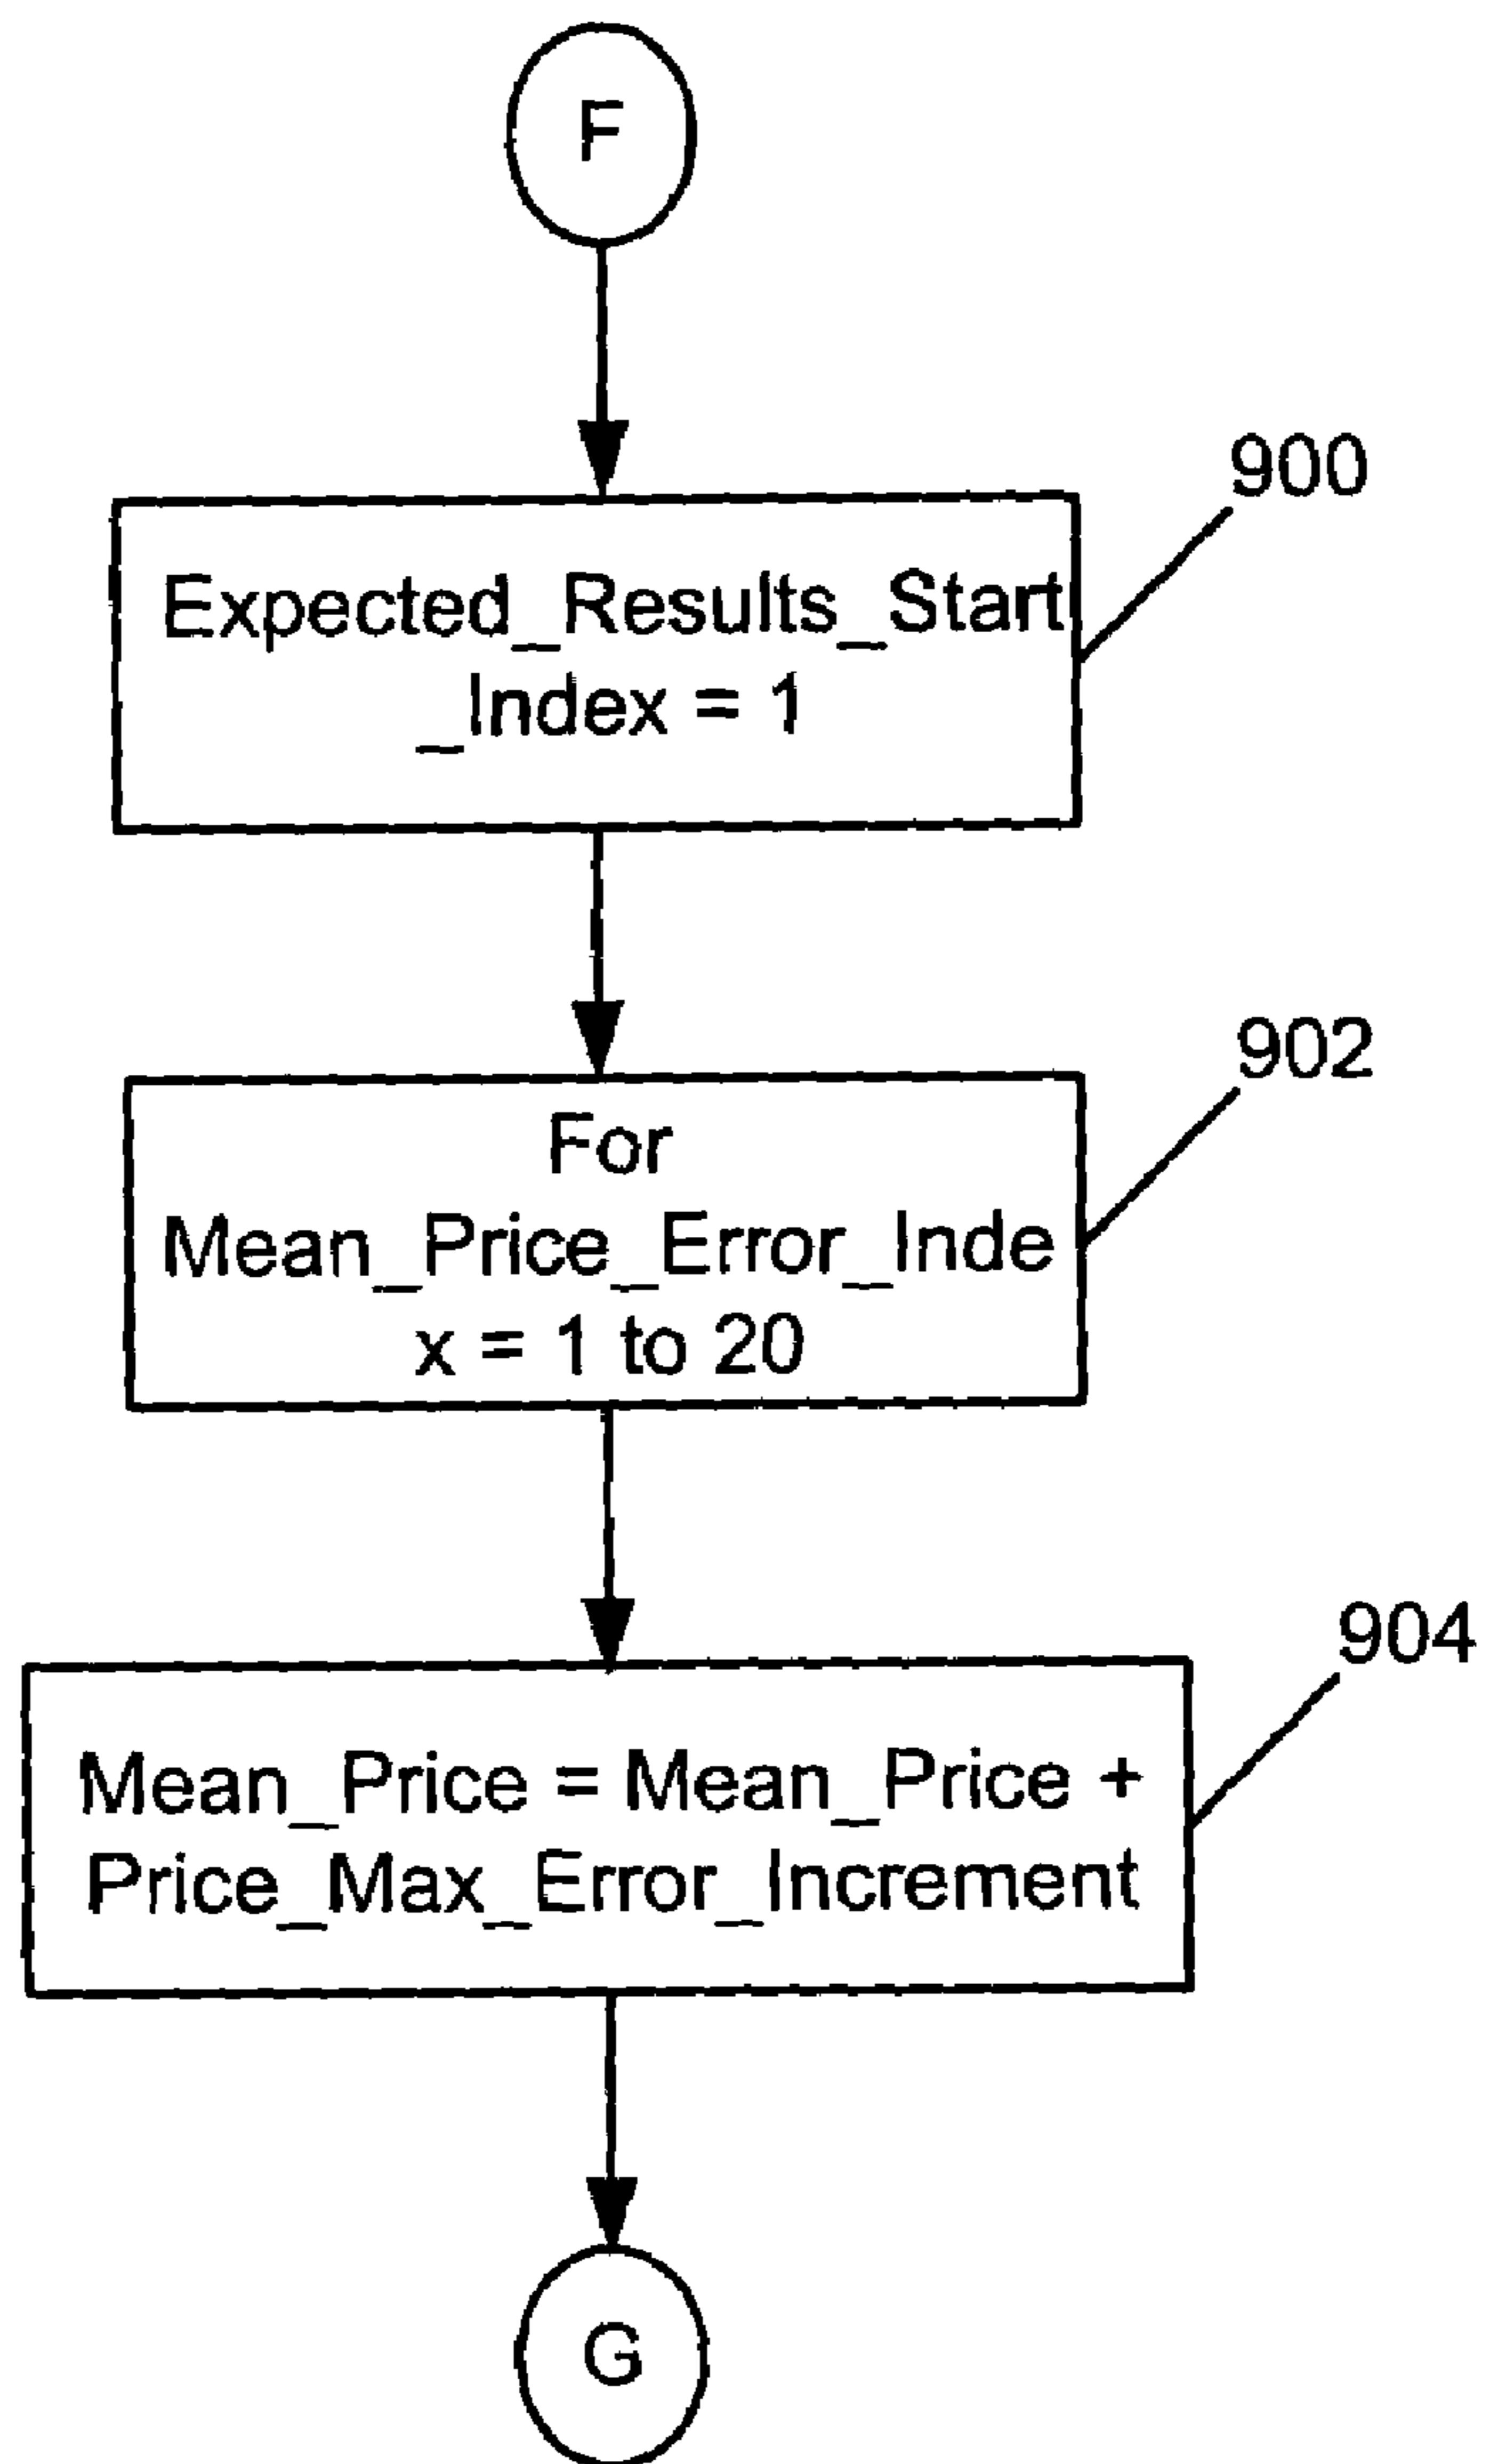 F
900
Expected_Results_Start
_Index = 1
902
For
Mean_Price_Error_Inde
x = 1 to 20
904
Mean_Price = Mean_Price +
Price_Max_Error_Increment
G